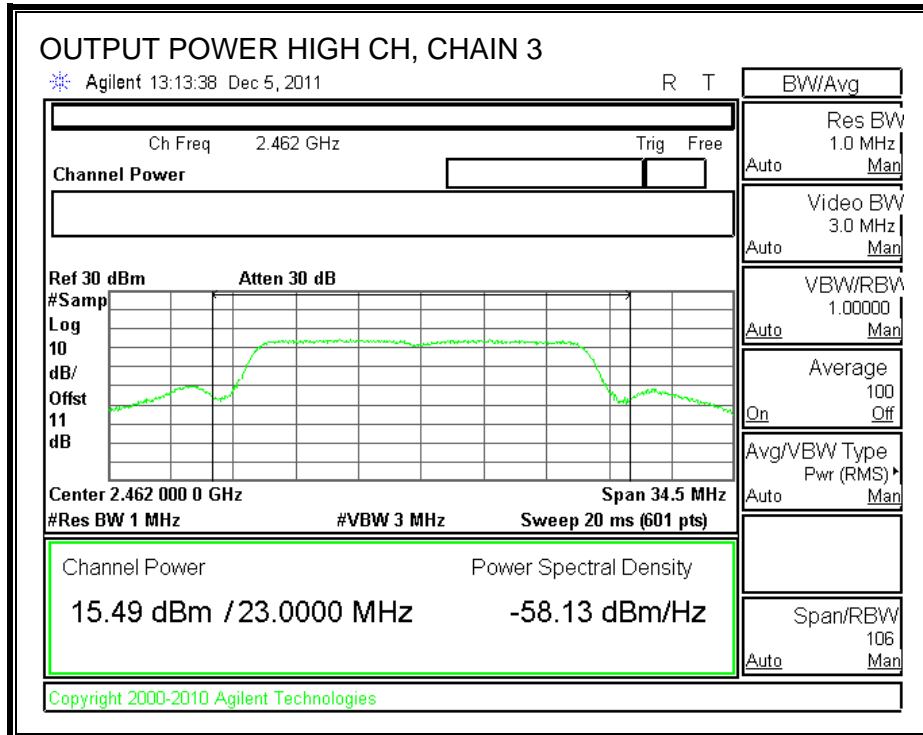 OUTPUT POWER HIGH CH, CHAIN 3
Agilent 13:13:38 Dec 5, 2011 R T
Ch Freq 2.462 GHz Trig Free
Channel Power
Ref 30 dBm Atten 30 dB
#Samp
Log
10
dB/
Offst
11
dB
Center 2.462 000 0 GHz Span 34.5 MHz
#Res BW 1 MHz #VBW 3 MHz Sweep 20 ms (601 pts)
Channel Power Power Spectral Density
15.49 dBm / 23.0000 MHz -58.13 dBm/Hz
Copyright 2000-2010 Agilent Technologies
BW/Avg
Res BW
1.0 MHz
Auto Man
Video BW
3.0 MHz
Auto Man
VBW/RBW
1.00000
Auto Man
Average
100
On Off
Avg/VBW Type
Pwr (RMS)
Auto Man
Span/RBW
106
Auto Man